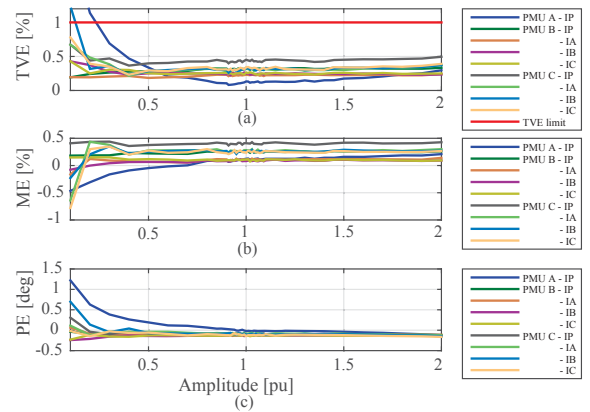 TVE [%]
1
0.5
0
0.5
1
1.5
2
(a)
PMU A - IP
PMU B - IP
- IA
- IB
- IC
PMU C - IP
- IA
- IB
- IC
TVE limit
ME [%]
0.5
0
-0.5
-1
0.5
1
1.5
2
(b)
PMU A - IP
PMU B - IP
- IA
- IB
- IC
PMU C - IP
- IA
- IB
- IC
PE [deg]
1.5
1
0.5
0
-0.5
0.5
1
1.5
2
Amplitude [pu]
(c)
PMU A - IP
PMU B - IP
- IA
- IB
- IC
PMU C - IP
- IA
- IB
- IC